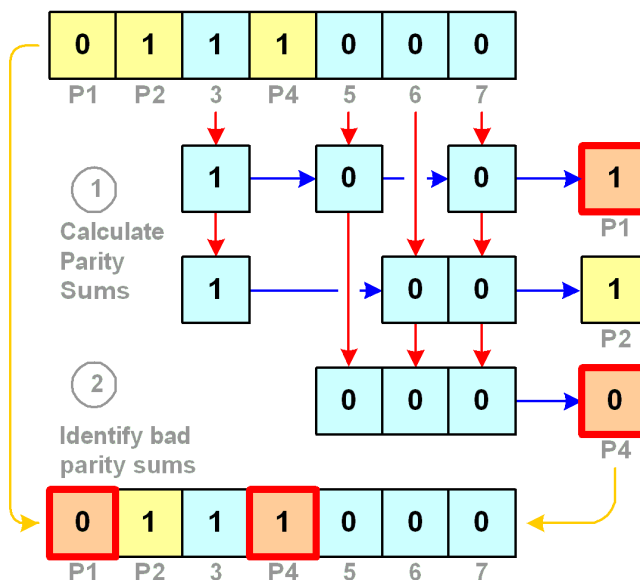 0 1 1 1 0 0 0
P1 P2 3 P4 5 6 7
1 0 0 1
P1
1
Calculate
Parity
Sums
1 0 0 1
P2
2
0 0 0 0
P4
Identify bad
parity sums
0 1 1 1 0 0 0
P1 P2 3 P4 5 6 7